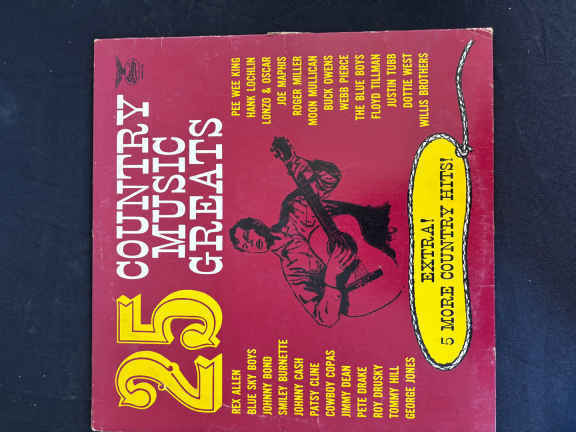 25
COUNTRY
MUSIC
GREATS
REX ALLEN
BLUE SKY BOYS
JOHNNY BOND
SMILEY BURNETTE
JOHNNY CASH
PATSY CLINE
COWBOY COPAS
JIMMY DEAN
PETE DRAKE
ROY DRUSKY
TOMMY HILL
GEORGE JONES
PEE WEE KING
HANK LOCHLIN
LONZO & OSCAR
JOE MAPHIS
ROGER MILLER
MOON MULLICAN
BUCK OWENS
WEBB PIERCE
THE BLUE BOYS
FLOYD TILLMAN
JUSTIN TUBB
DOTTIE WEST
WILLIS BROTHERS
EXTRA!
5 MORE COUNTRY HITS!